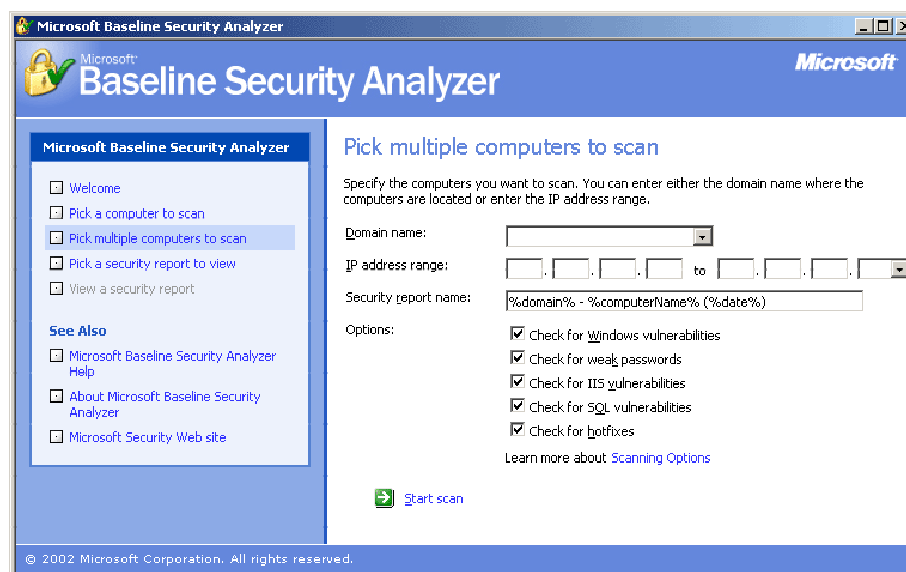 Microsoft Baseline Security Analyzer
Microsoft
Baseline Security Analyzer
Microsoft
Microsoft Baseline Security Analyzer
Welcome
Pick a computer to scan
Pick multiple computers to scan
Pick a security report to view
View a security report
See Also
Microsoft Baseline Security Analyzer
Help
About Microsoft Baseline Security
Analyzer
Microsoft Security Web site
Pick multiple computers to scan
Specify the computers you want to scan. You can enter either the domain name where the
computers are located or enter the IP address range.
Domain name:
IP address range:
. . . to . . .
Security report name:
%domain% - %computerName% (%date%)
Options:
Check for Windows vulnerabilities
Check for weak passwords
Check for IIS vulnerabilities
Check for SQL vulnerabilities
Check for hotfixes
Learn more about Scanning Options
Start scan
© 2002 Microsoft Corporation. All rights reserved.